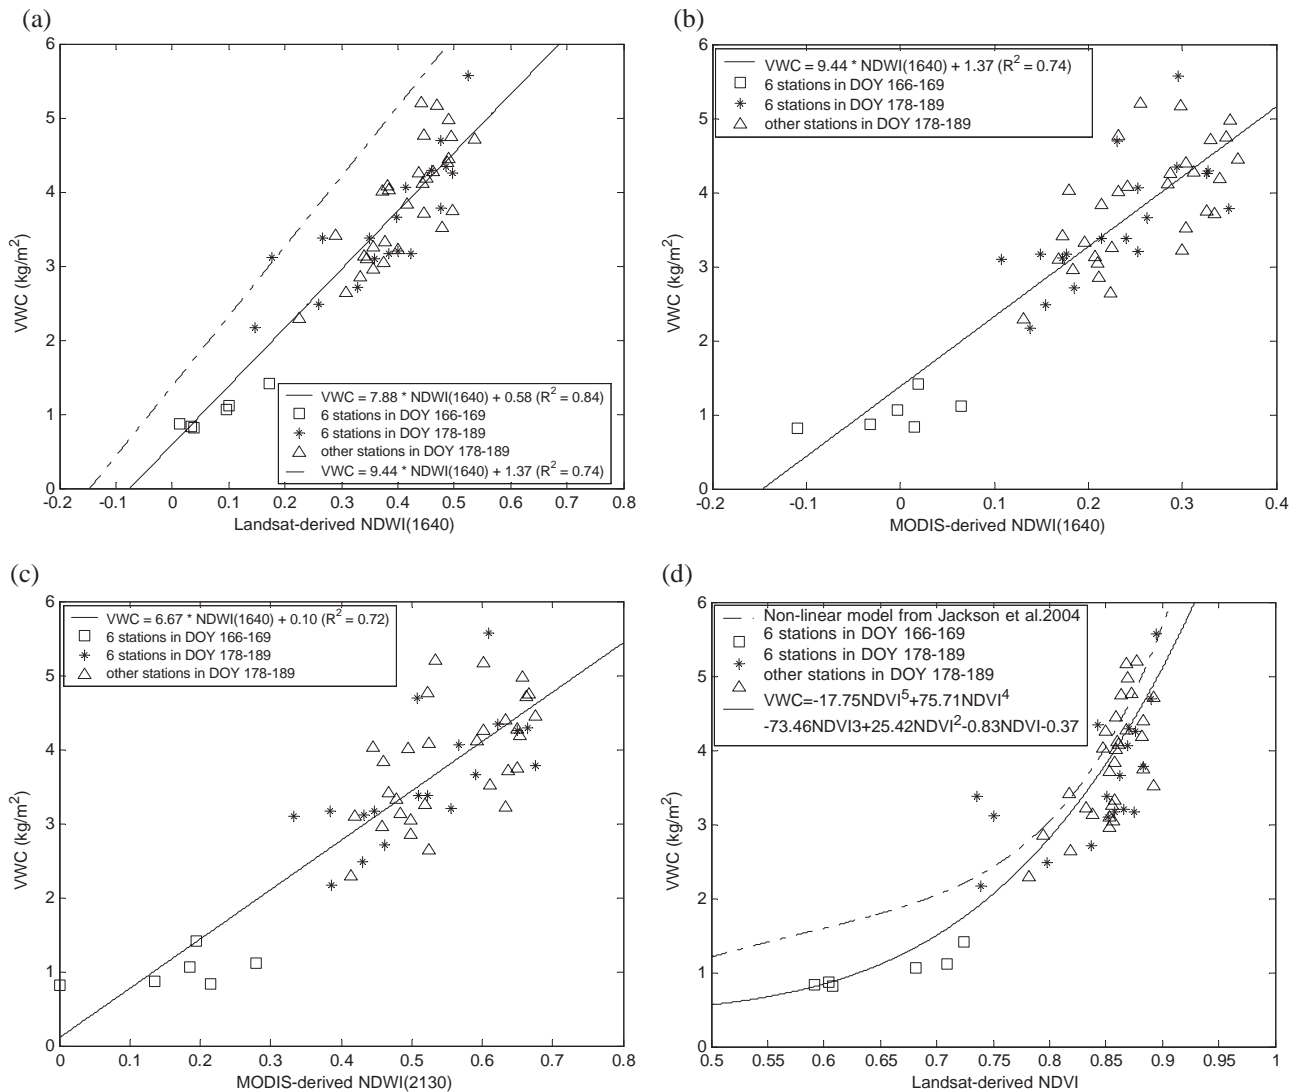 (a)
6
5
4
3
2
1
0
VWC (kg/m²)
VWC = 7.88 * NDWI(1640) + 0.58 (R² = 0.84)
6 stations in DOY 166-169
6 stations in DOY 178-189
other stations in DOY 178-189
VWC = 9.44 * NDWI(1640) + 1.37 (R² = 0.74)
-0.2 -0.1 0 0.1 0.2 0.3 0.4 0.5 0.6 0.7 0.8
Landsat-derived NDWI(1640)
(b)
6
5
4
3
2
1
0
VWC (kg/m²)
VWC = 9.44 * NDWI(1640) + 1.37 (R² = 0.74)
6 stations in DOY 166-169
6 stations in DOY 178-189
other stations in DOY 178-189
-0.2 -0.1 0 0.1 0.2 0.3 0.4
MODIS-derived NDWI(1640)
(c)
6
5
4
3
2
1
0
VWC (kg/m²)
VWC = 6.67 * NDWI(1640) + 0.10 (R² = 0.72)
6 stations in DOY 166-169
6 stations in DOY 178-189
other stations in DOY 178-189
0 0.1 0.2 0.3 0.4 0.5 0.6 0.7 0.8
MODIS-derived NDWI(2130)
(d)
6
5
4
3
2
1
0
VWC (kg/m²)
Non-linear model from Jackson et al.2004
6 stations in DOY 166-169
6 stations in DOY 178-189
other stations in DOY 178-189
VWC=-17.75NDVI⁵+75.71NDVI⁴
-73.46NDVI3+25.42NDVI²-0.83NDVI-0.37
0.5 0.55 0.6 0.65 0.7 0.75 0.8 0.85 0.9 0.95 1
Landsat-derived NDVI